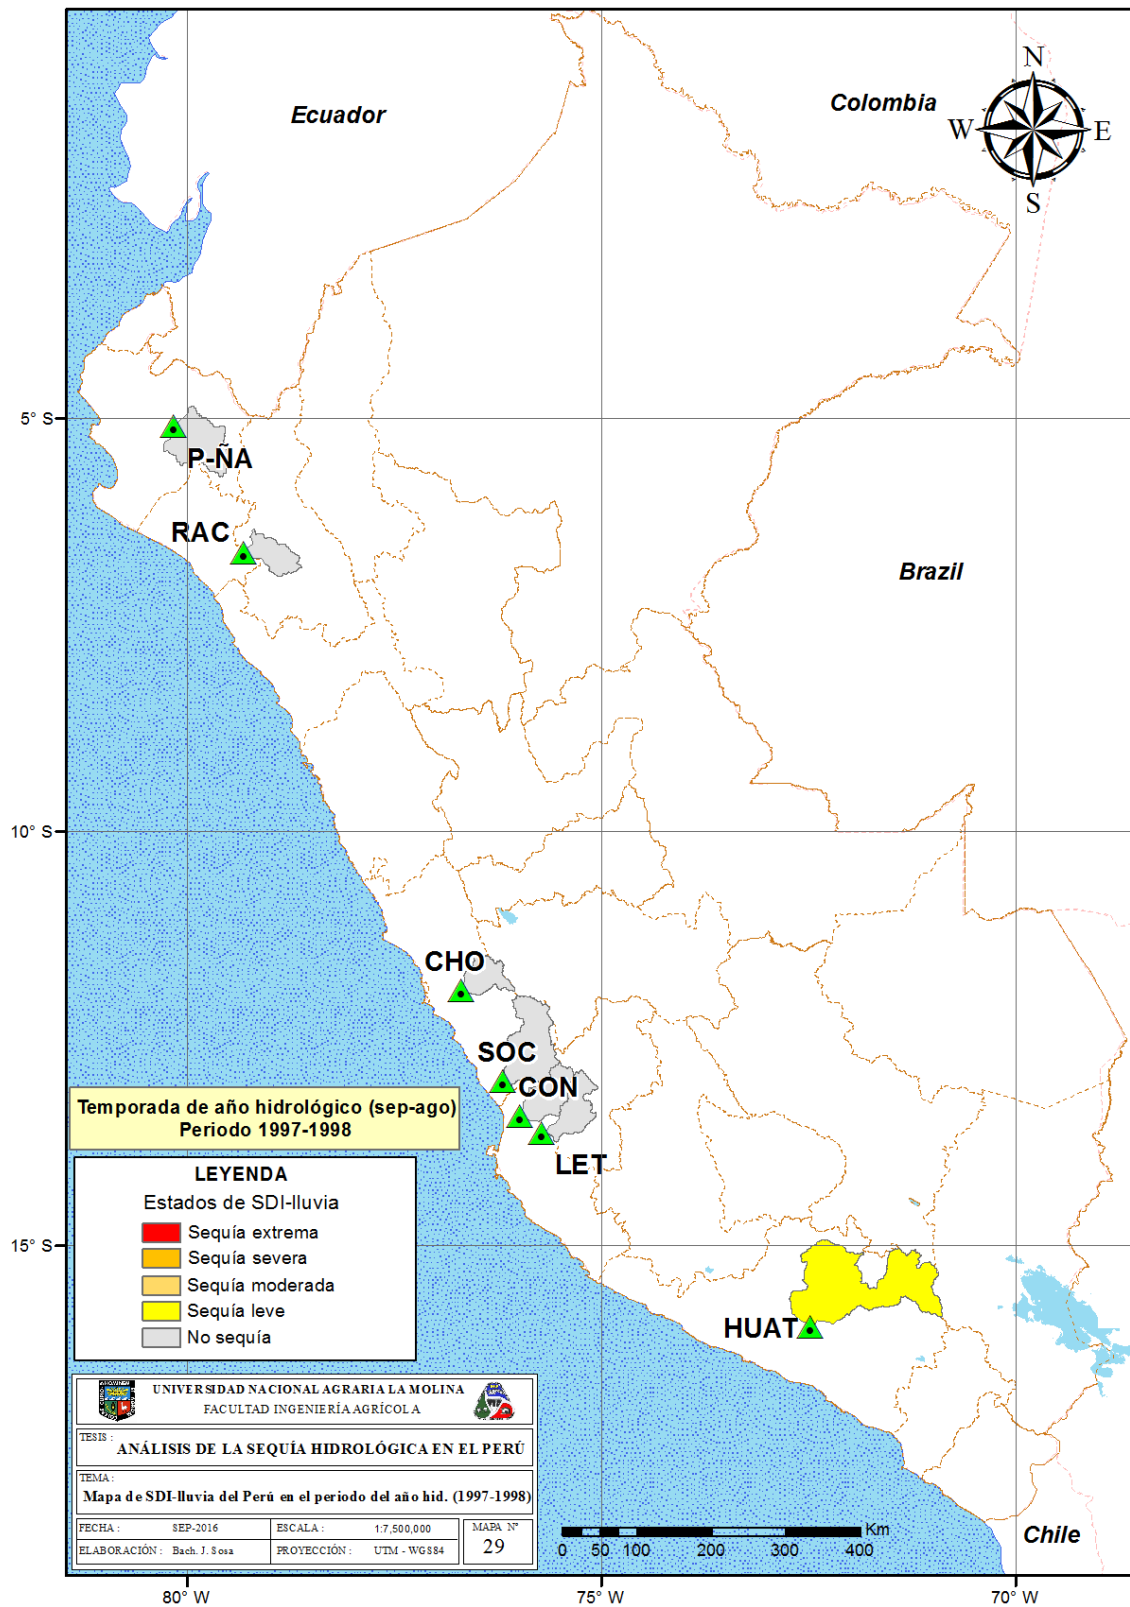 N
W
E
S
Ecuador
Colombia
5° S
P-ÑA
RAC
Brazil
10° S
CHO
SOC
CON
LET
Temporada de año hidrológico (sep-ago)
Periodo 1997-1998
LEYENDA
Estados de SDI-lluvia
Sequía extrema
Sequía severa
Sequía moderada
Sequía leve
No sequía
15° S
HUAT
UNIVERSIDAD NACIONAL AGRARIA LA MOLINA
FACULTAD INGENIERÍA AGRÍCOLA
TESIS :
ANÁLISIS DE LA SEQUÍA HIDROLÓGICA EN EL PERÚ
TEMA :
Mapa de SDI-lluvia del Perú en el periodo del año hid. (1997-1998)
FECHA : SEP-2016 ESCALA : 1:7,500,000 MAPA N°
ELABORACIÓN : Bach. J. Sosa PROYECCIÓN : UTM - WGS84 29
Km
0 50 100 200 300 400
Chile
80° W 75° W 70° W